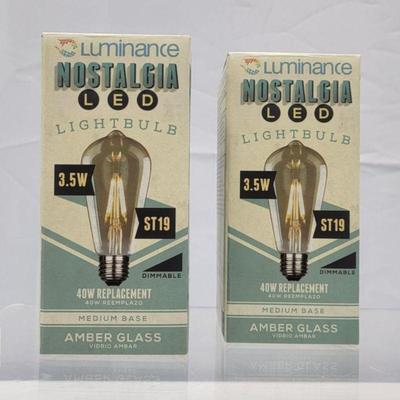 Luminance
NOSTALGIA
LED
LIGHTBULB
3.5W
ST19
DIMMABLE
40W REPLACEMENT
40W REEMPLAZO
MEDIUM BASE
AMBER GLASS
VIDRIO AMBAR
Luminance
NOSTALGIA
LED
LIGHTBULB
3.5W
ST19
DIMMABLE
40W REPLACEMENT
40W REEMPLAZO
MEDIUM BASE
AMBER GLASS
VIDRIO AMBAR